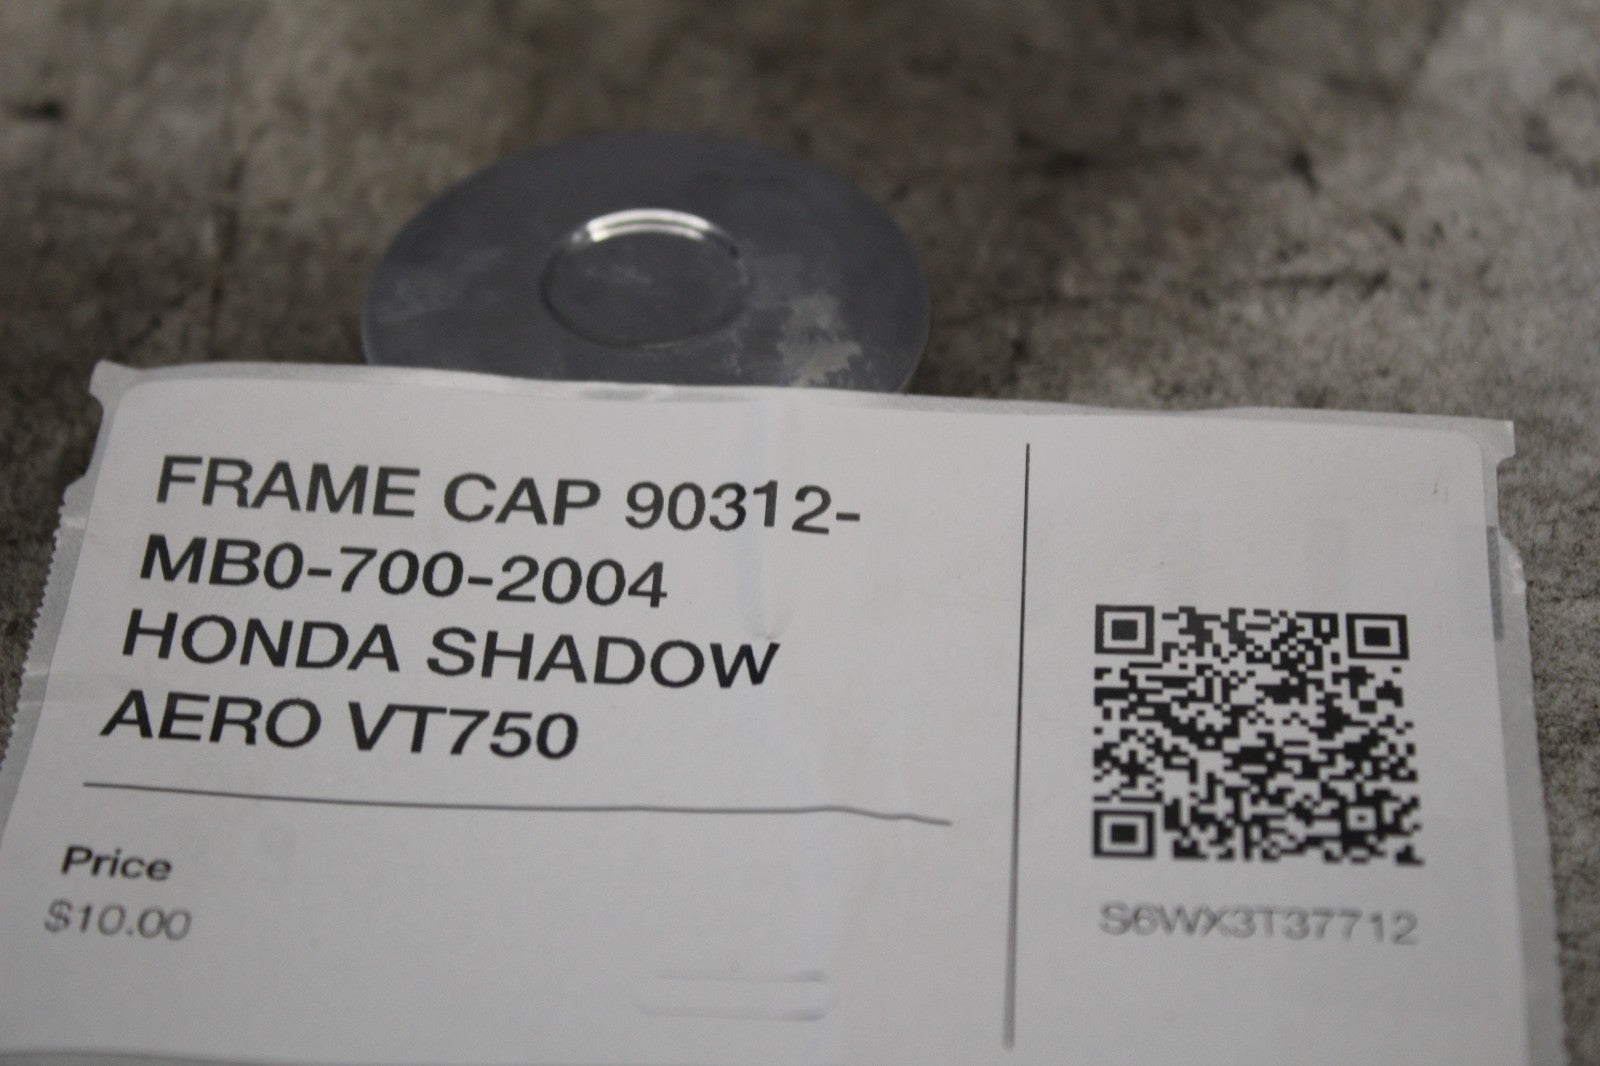 FRAME CAP 90312-
MB0-700-2004
HONDA SHADOW
AERO VT750
Price
$10.00
S6WX3T37712